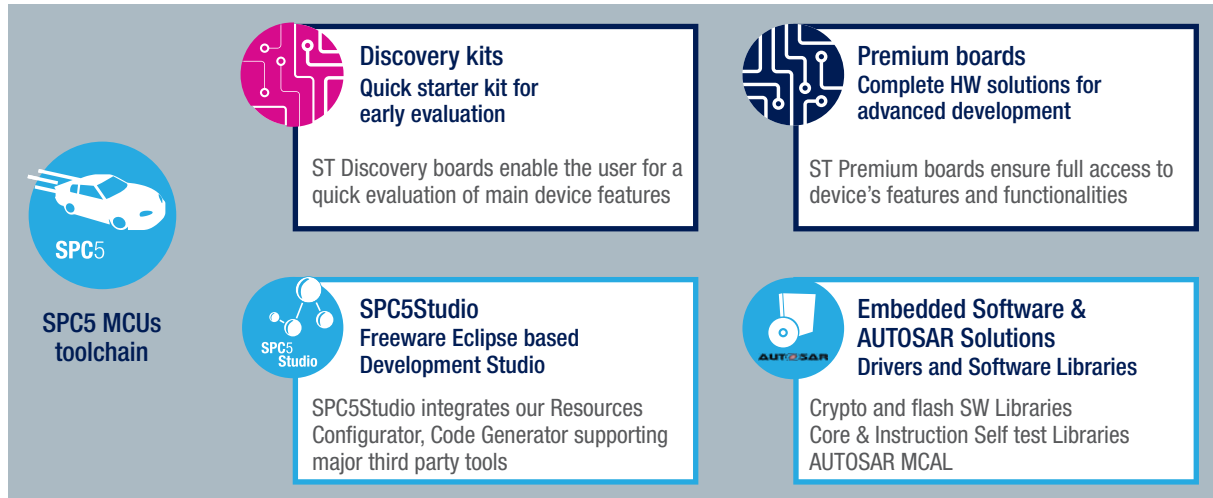 SPC5
SPC5 MCUs
toolchain
Discovery kits
Quick starter kit for
early evaluation
ST Discovery boards enable the user for a
quick evaluation of main device features
Premium boards
Complete HW solutions for
advanced development
ST Premium boards ensure full access to
device's features and functionalities
SPC5
Studio
SPC5Studio
Freeware Eclipse based
Development Studio
SPC5Studio integrates our Resources
Configurator, Code Generator supporting
major third party tools
AUTOSAR
Embedded Software &
AUTOSAR Solutions
Drivers and Software Libraries
Crypto and flash SW Libraries
Core & Instruction Self test Libraries
AUTOSAR MCAL